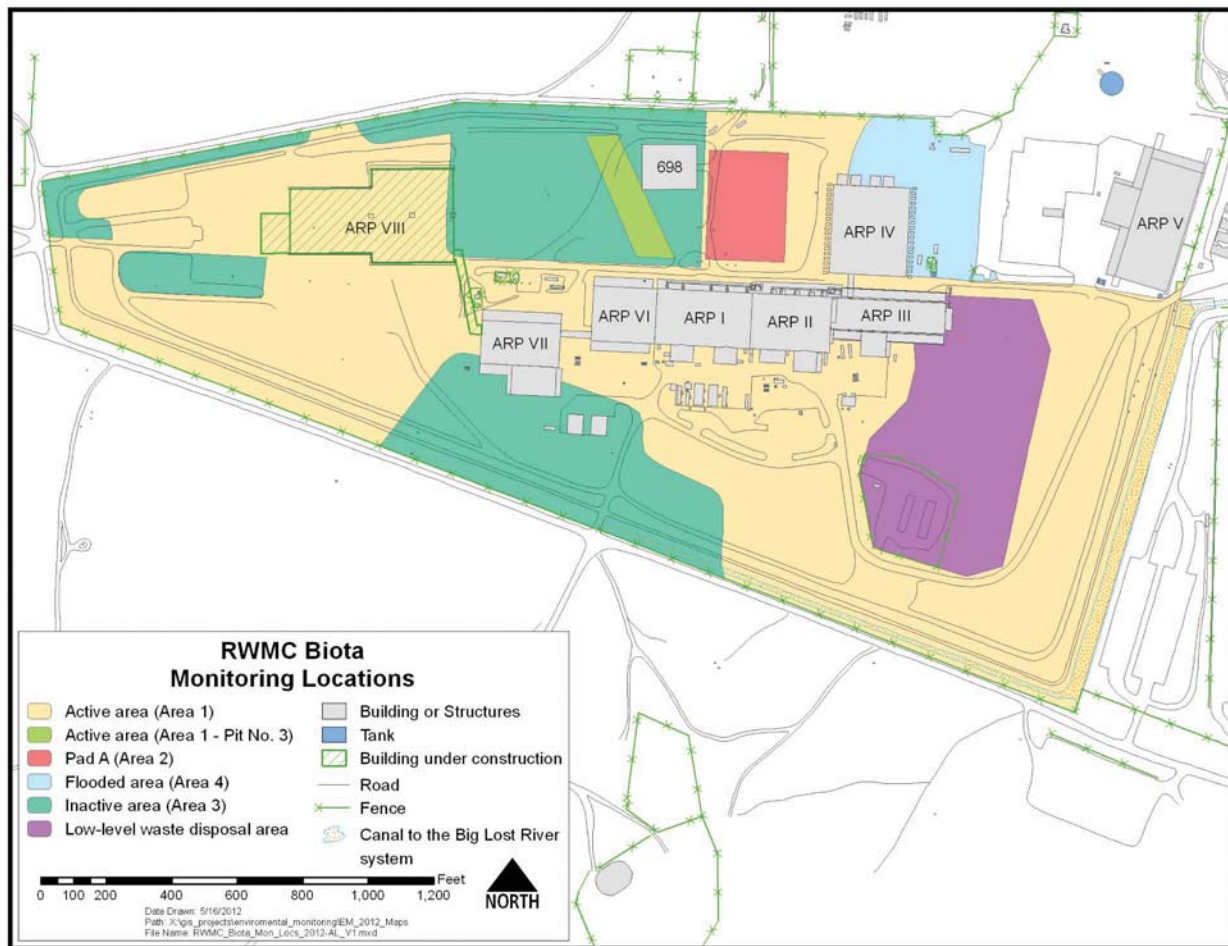 698
ARP VIII
ARP IV
ARP V
ARP VI
ARP I
ARP II
ARP III
ARP VII
RWMC Biota
Monitoring Locations
Active area (Area 1)
Active area (Area 1 - Pit No. 3)
Pad A (Area 2)
Flooded area (Area 4)
Inactive area (Area 3)
Low-level waste disposal area
Building or Structures
Tank
Building under construction
Road
Fence
Canal to the Big Lost River
system
Feet
0 100 200 400 600 800 1,000 1,200
NORTH
Date Drawn: 5/16/2012
Path: X:\gis_projects\enviromental_monitoring\EM_2012_Maps
File Name: RWMC_Biota_Mon_Locs_2012-AL_V1.mxd